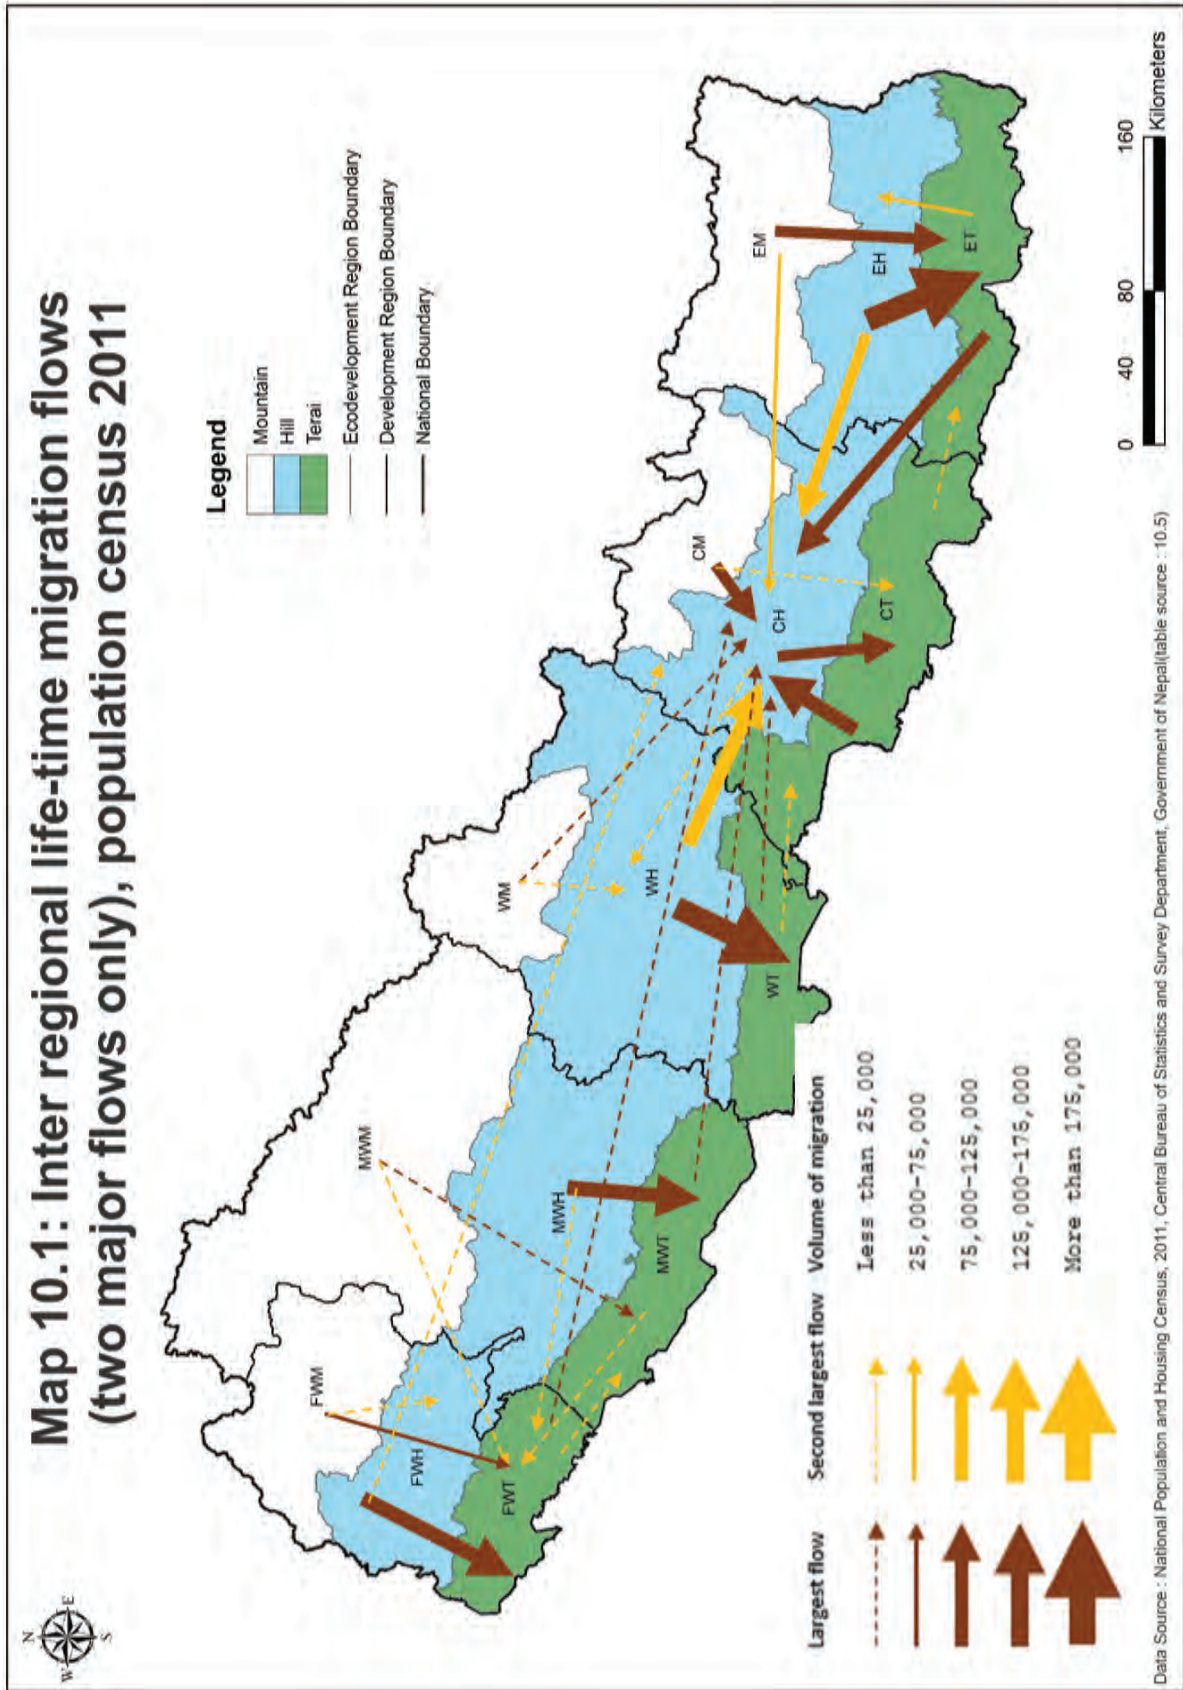 Map 10.1: Inter regional life-time migration flows
(two major flows only), population census 2011
N
W
E
S
Legend
Mountain
Hill
Terai
Ecodevelopment Region Boundary
Development Region Boundary
National Boundary
FWM
FWH
FWT
MWM
MWH
MWT
WM
WH
WT
CM
CH
CT
EM
EH
ET
Largest flow
Second largest flow
Volume of migration
Less than 25,000
25,000-75,000
75,000-125,000
125,000-175,000
More than 175,000
0 40 80 160
Kilometers
Data Source : National Population and Housing Census, 2011, Central Bureau of Statistics and Survey Department, Government of Nepal(table source : 10.5)